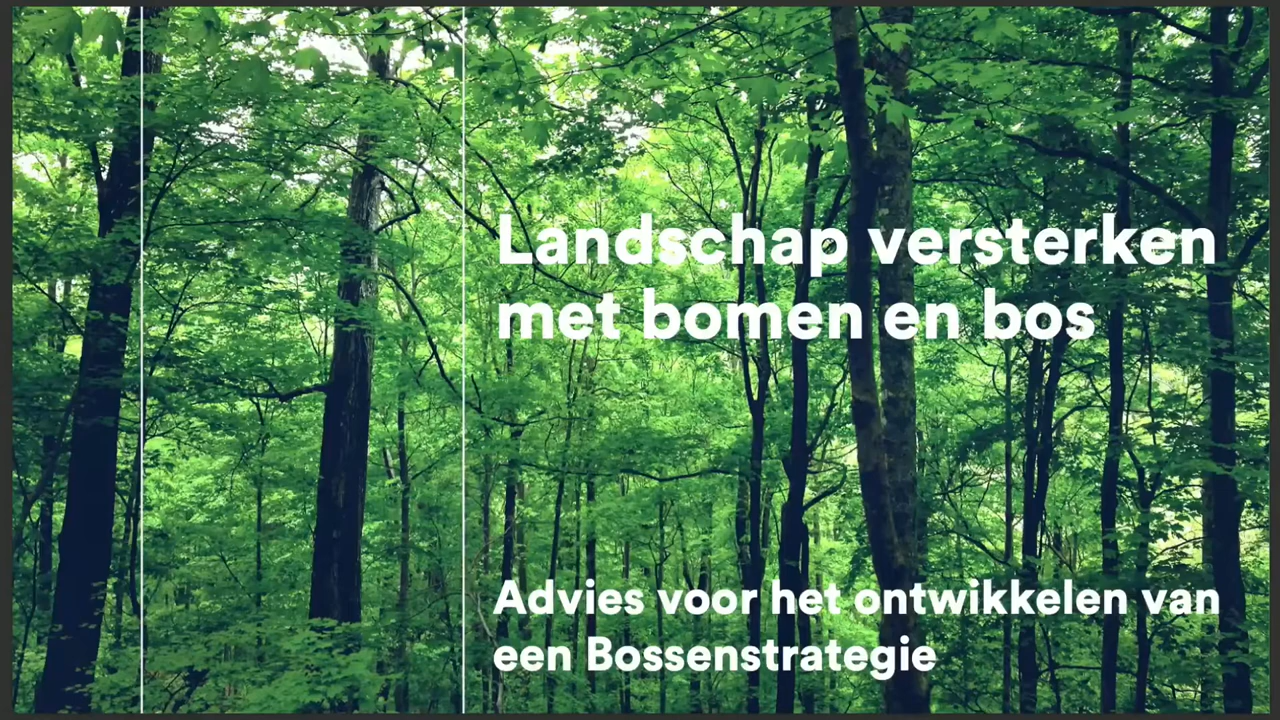 Landschap versterken
met bomen en bos
Advies voor het ontwikkelen van
een Bossenstrategie